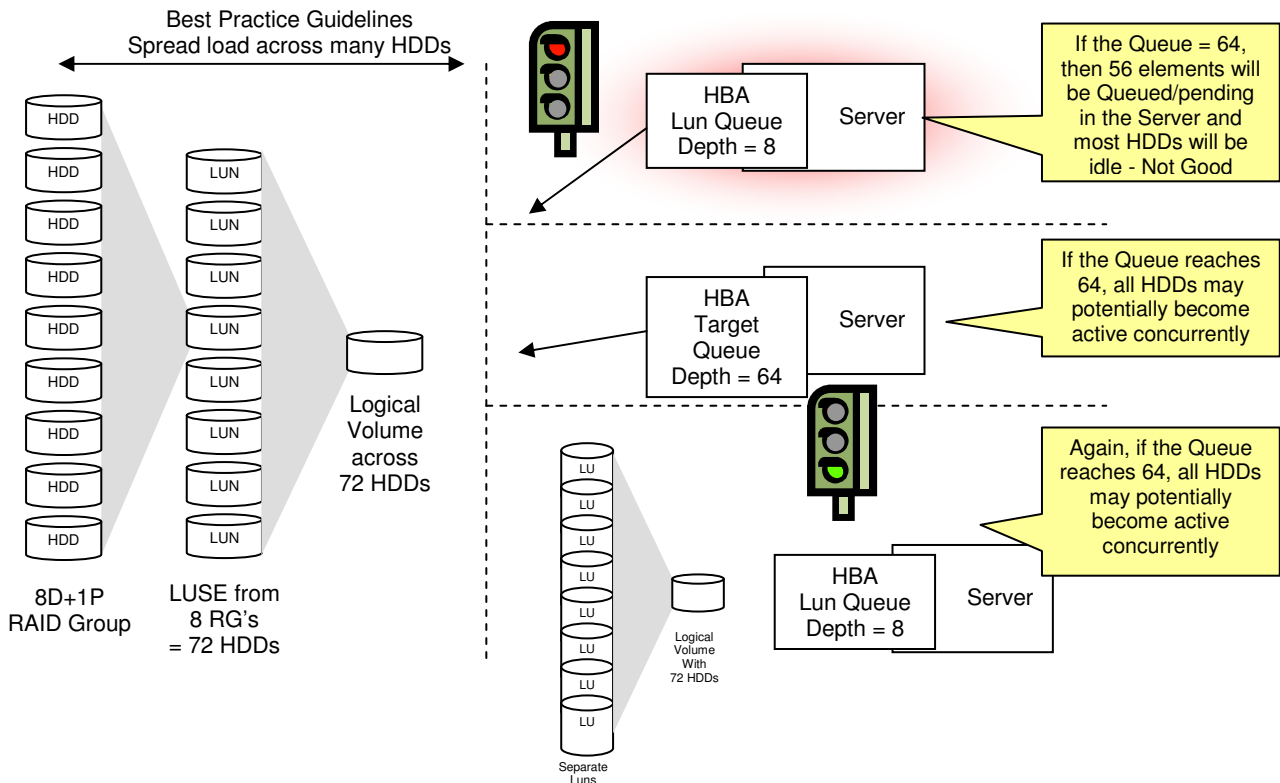 Best Practice Guidelines
Spread load across many HDDs
HDD
HDD
HDD
HDD
HDD
HDD
HDD
HDD
HDD
8D+1P
RAID Group
LUN
LUN
LUN
LUN
LUN
LUN
LUN
LUN
LUSE from
8 RG's
= 72 HDDs
Logical
Volume
across
72 HDDs
HBA
Lun Queue
Depth = 8
Server
If the Queue = 64,
then 56 elements will
be Queued/pending
in the Server and
most HDDs will be
idle - Not Good
HBA
Target
Queue
Depth = 64
Server
If the Queue reaches
64, all HDDs may
potentially become
active concurrently
LU
LU
LU
LU
LU
LU
LU
LU
Separate
Luns
Logical
Volume
With
72 HDDs
HBA
Lun Queue
Depth = 8
Server
Again, if the Queue
reaches 64, all HDDs
may potentially
become active
concurrently